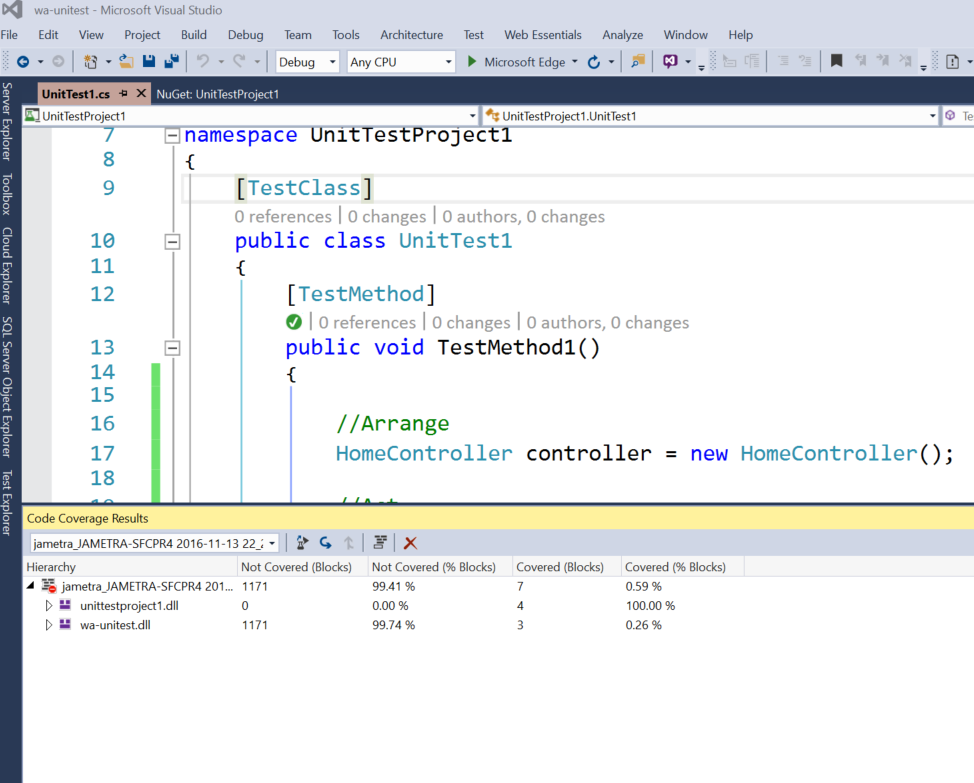 wa-unitest - Microsoft Visual Studio
File Edit View Project Build Debug Team Tools Architecture Test Web Essentials Analyze Window Help
Debug Any CPU Microsoft Edge
UnitTest1.cs NuGet: UnitTestProject1
UnitTestProject1 UnitTestProject1.UnitTest1 Te
Server Explorer
Toolbox
Cloud Explorer
SQL Server Object Explorer
Test Explorer
7 namespace UnitTestProject1
8 {
9 [TestClass]
0 references | 0 changes | 0 authors, 0 changes
10 public class UnitTest1
11 {
12 [TestMethod]
| 0 references | 0 changes | 0 authors, 0 changes
13 public void TestMethod1()
14 {
15
16 //Arrange
17 HomeController controller = new HomeController();
18
Code Coverage Results
jametra_JAMETRA-SFCPR4 2016-11-13 22_
Hierarchy Not Covered (Blocks) Not Covered (% Blocks) Covered (Blocks) Covered (% Blocks)
jametra_JAMETRA-SFCPR4 201... 1171 99.41 % 7 0.59 %
unittestproject1.dll 0 0.00 % 4 100.00 %
wa-unitest.dll 1171 99.74 % 3 0.26 %